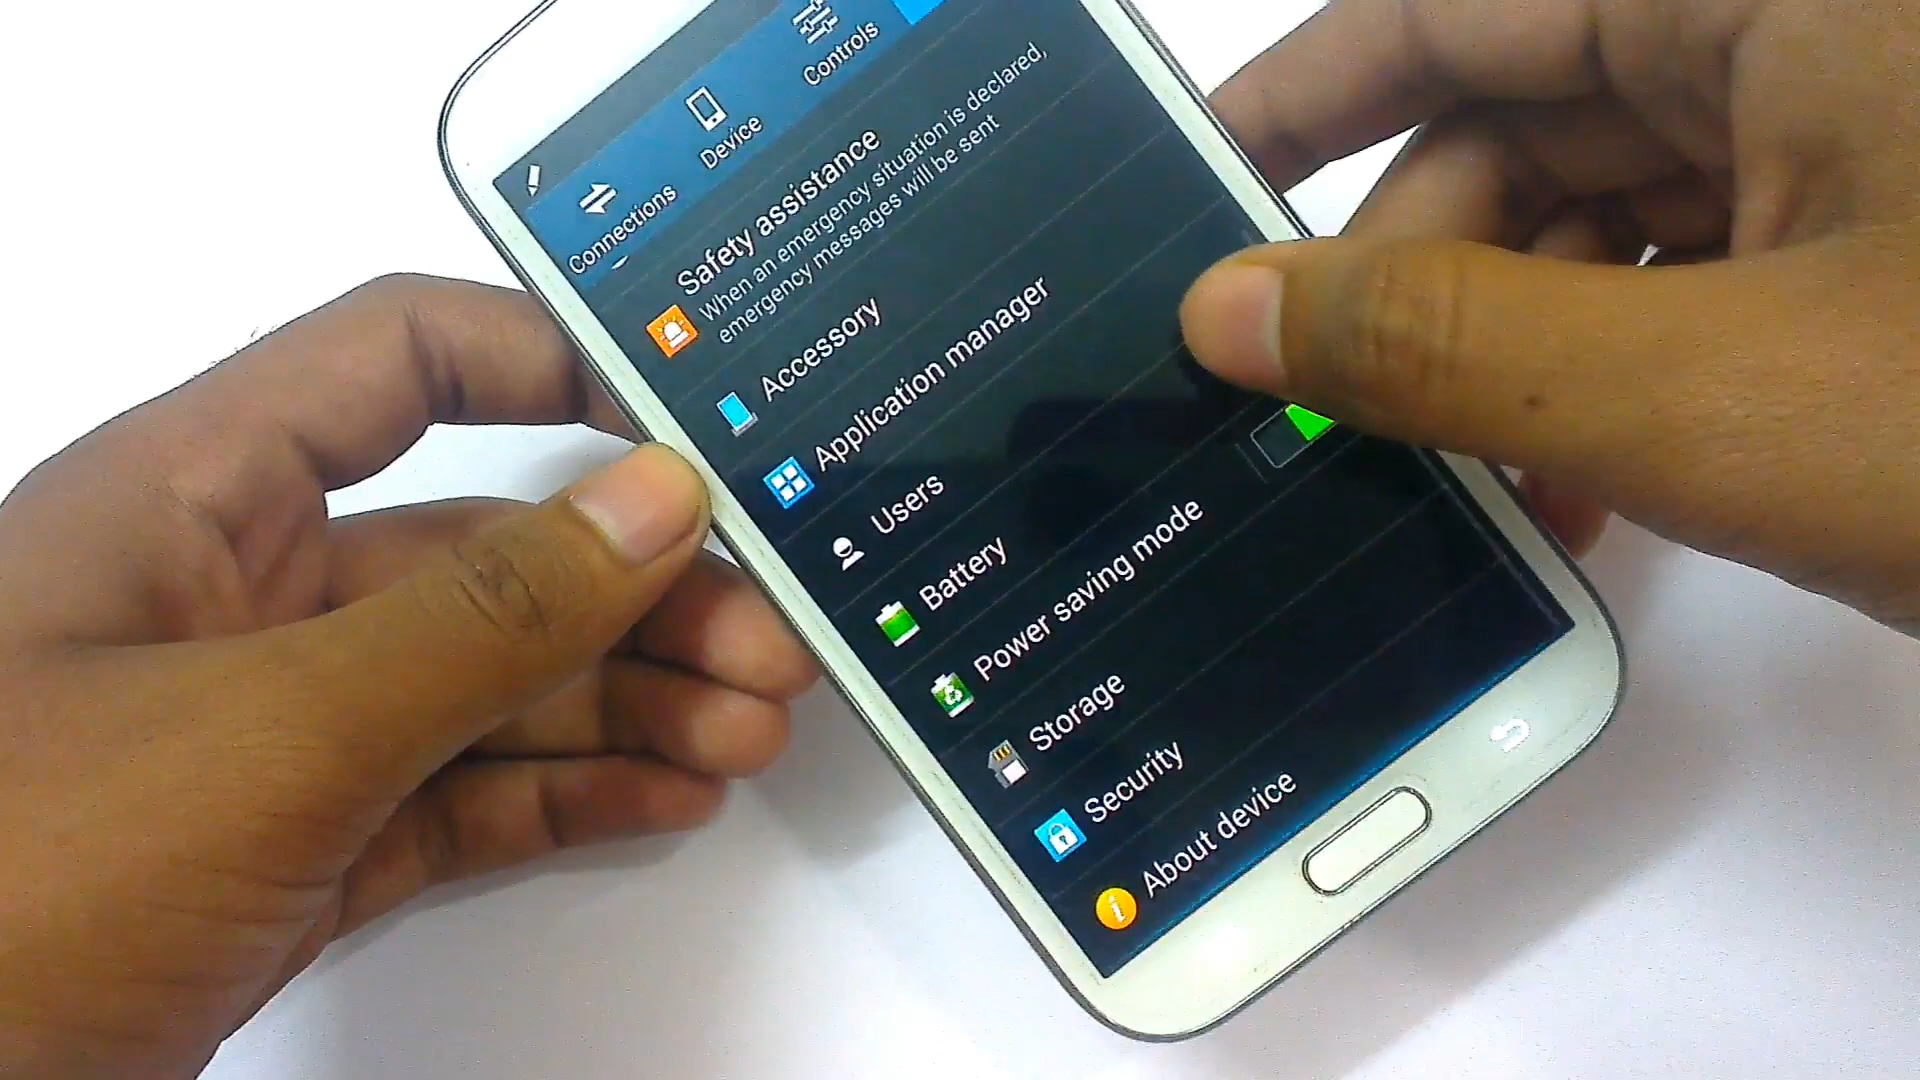 Connections
Device
Controls
Safety assistance
When an emergency situation is declared,
emergency messages will be sent
Accessory
Application manager
Users
Battery
Power saving mode
Storage
Security
About device